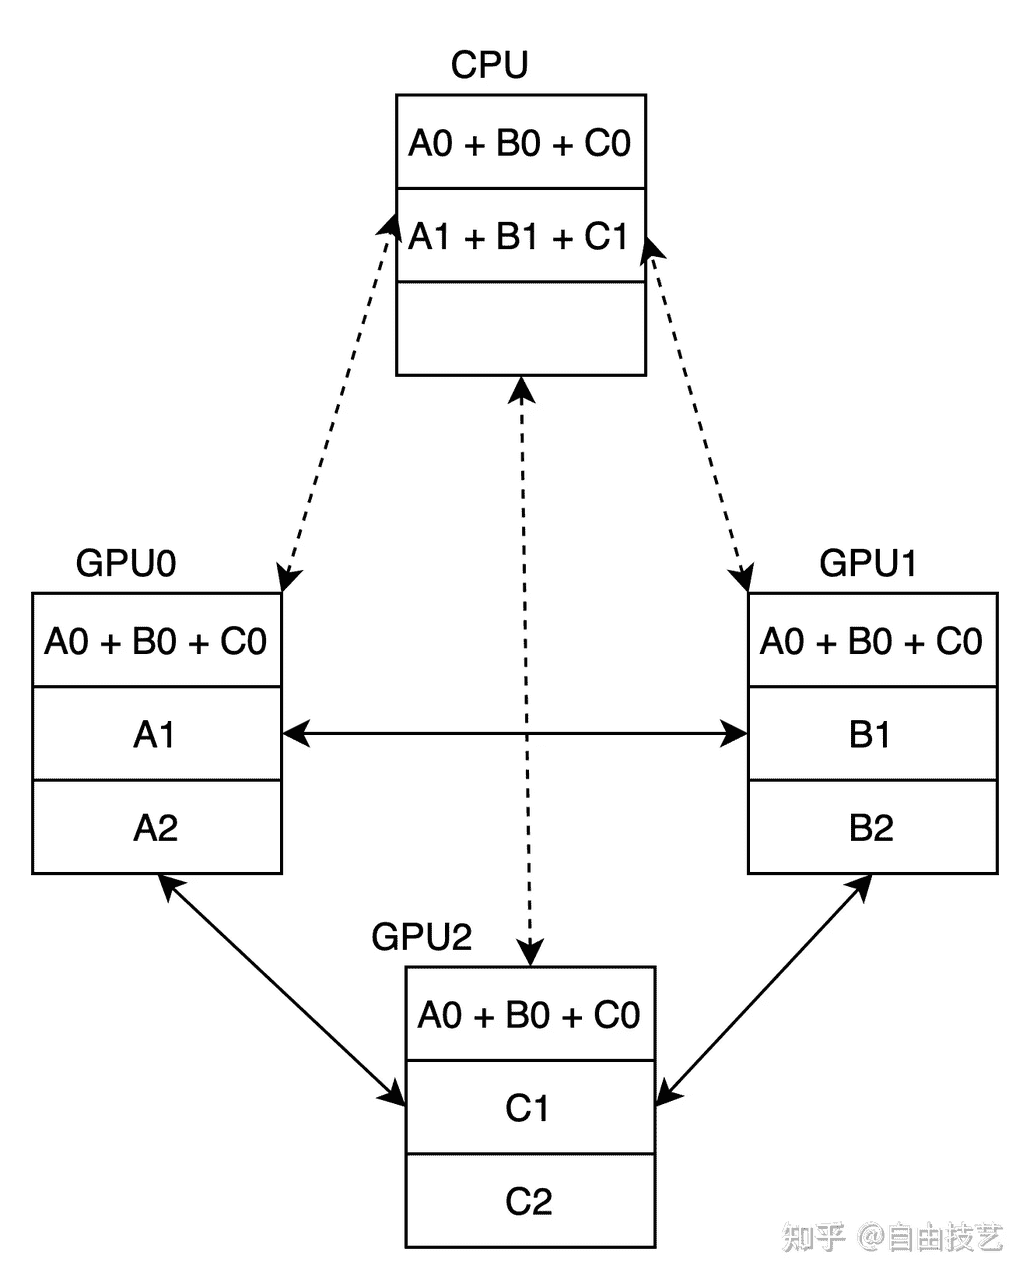 CPU
A0 + B0 + C0
A1 + B1 + C1
GPU0
A0 + B0 + C0
A1
A2
GPU1
A0 + B0 + C0
B1
B2
GPU2
A0 + B0 + C0
C1
C2
知乎 @自由技艺